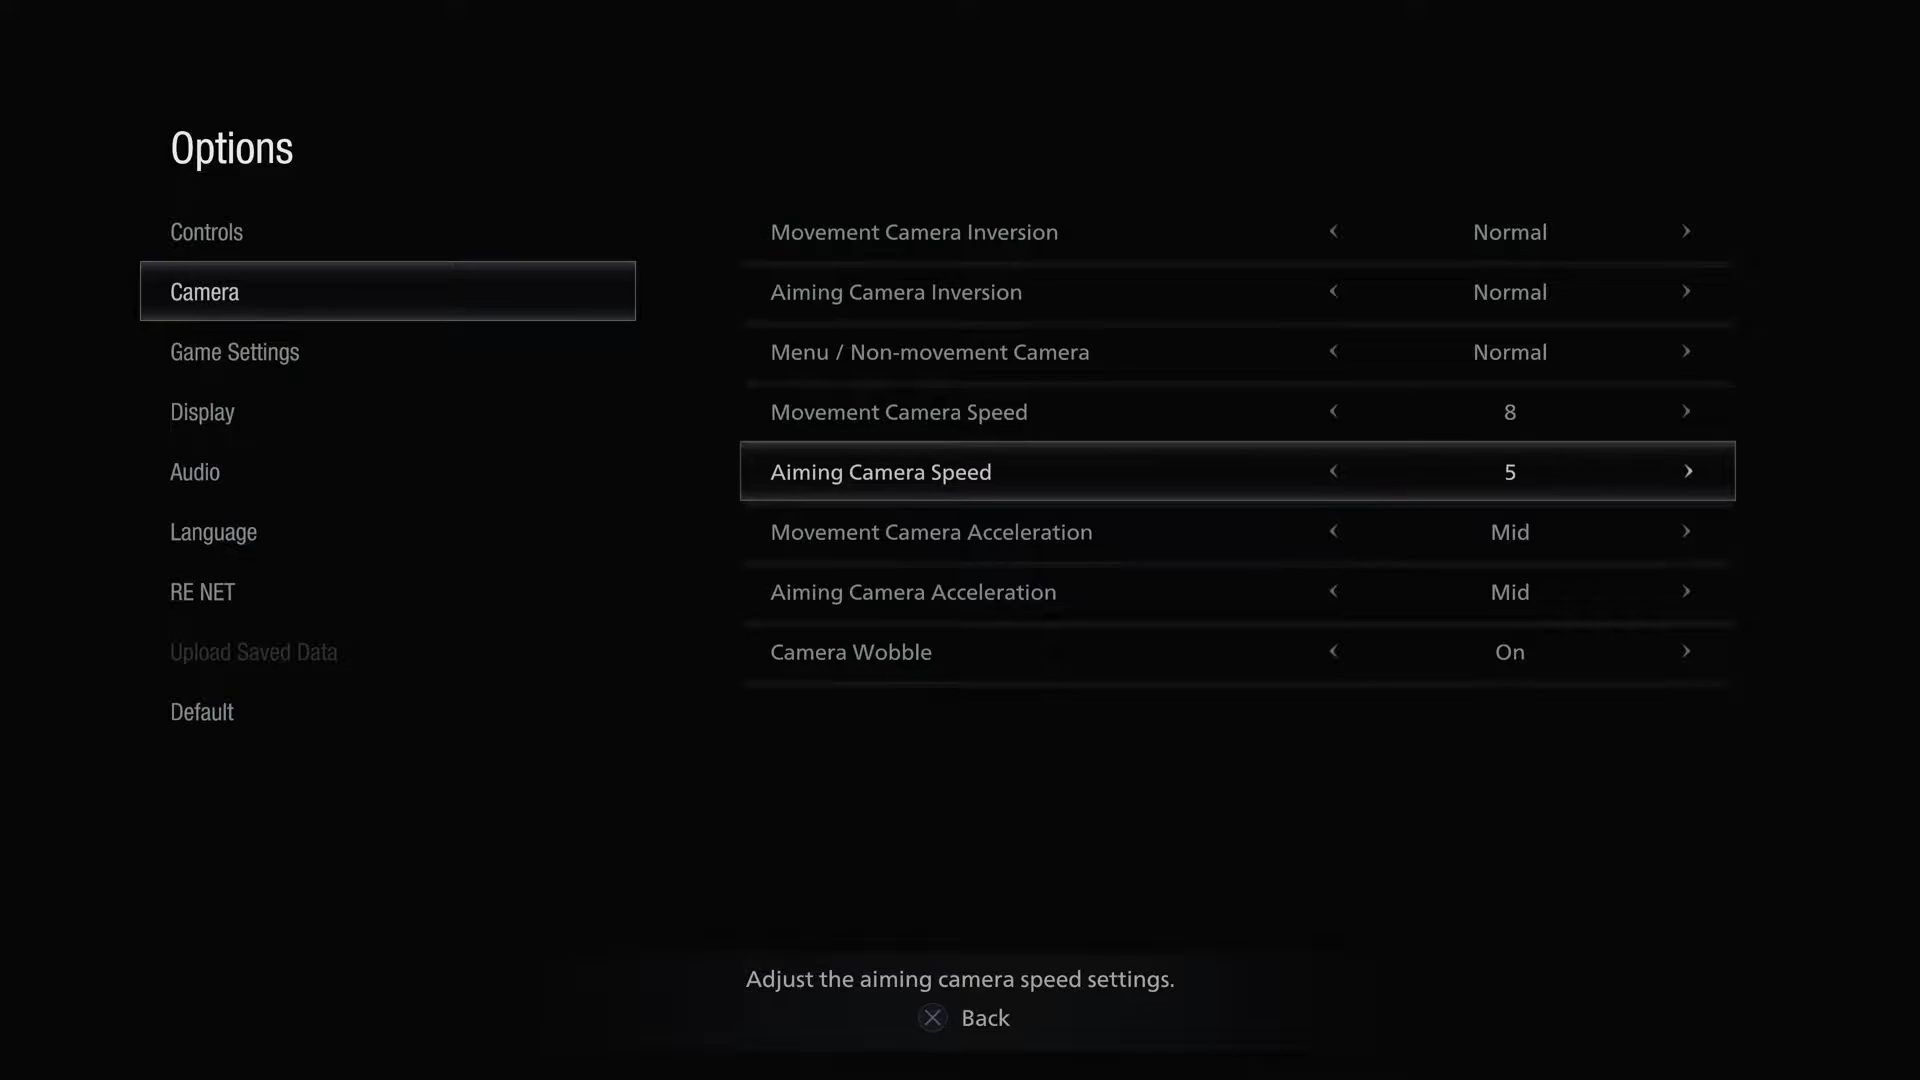 Options
Controls
Camera
Game Settings
Display
Audio
Language
RE NET
Upload Saved Data
Default
Movement Camera Inversion Normal
Aiming Camera Inversion Normal
Menu / Non-movement Camera Normal
Movement Camera Speed 8
Aiming Camera Speed 5
Movement Camera Acceleration Mid
Aiming Camera Acceleration Mid
Camera Wobble On
Adjust the aiming camera speed settings.
Back